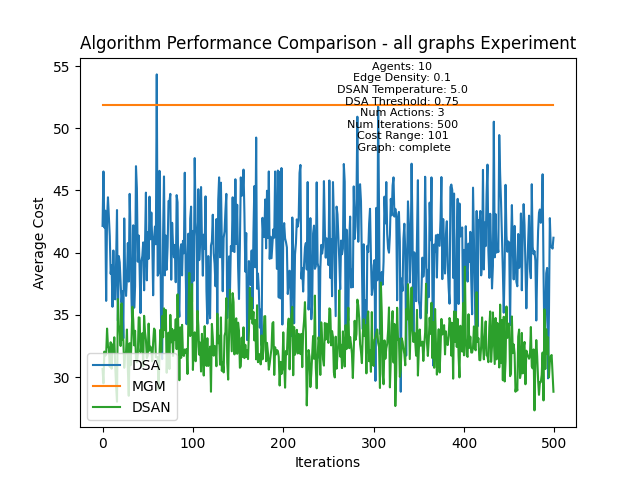 Algorithm Performance Comparison - all graphs Experiment
Agents: 10
Edge Density: 0.1
DSAN Temperature: 5.0
DSA Threshold: 0.75
Num Actions: 3
Num Iterations: 500
Cost Range: 101
Graph: complete
Average Cost
55
50
45
40
35
30
DSA
MGM
DSAN
0
100
200
300
400
500
Iterations